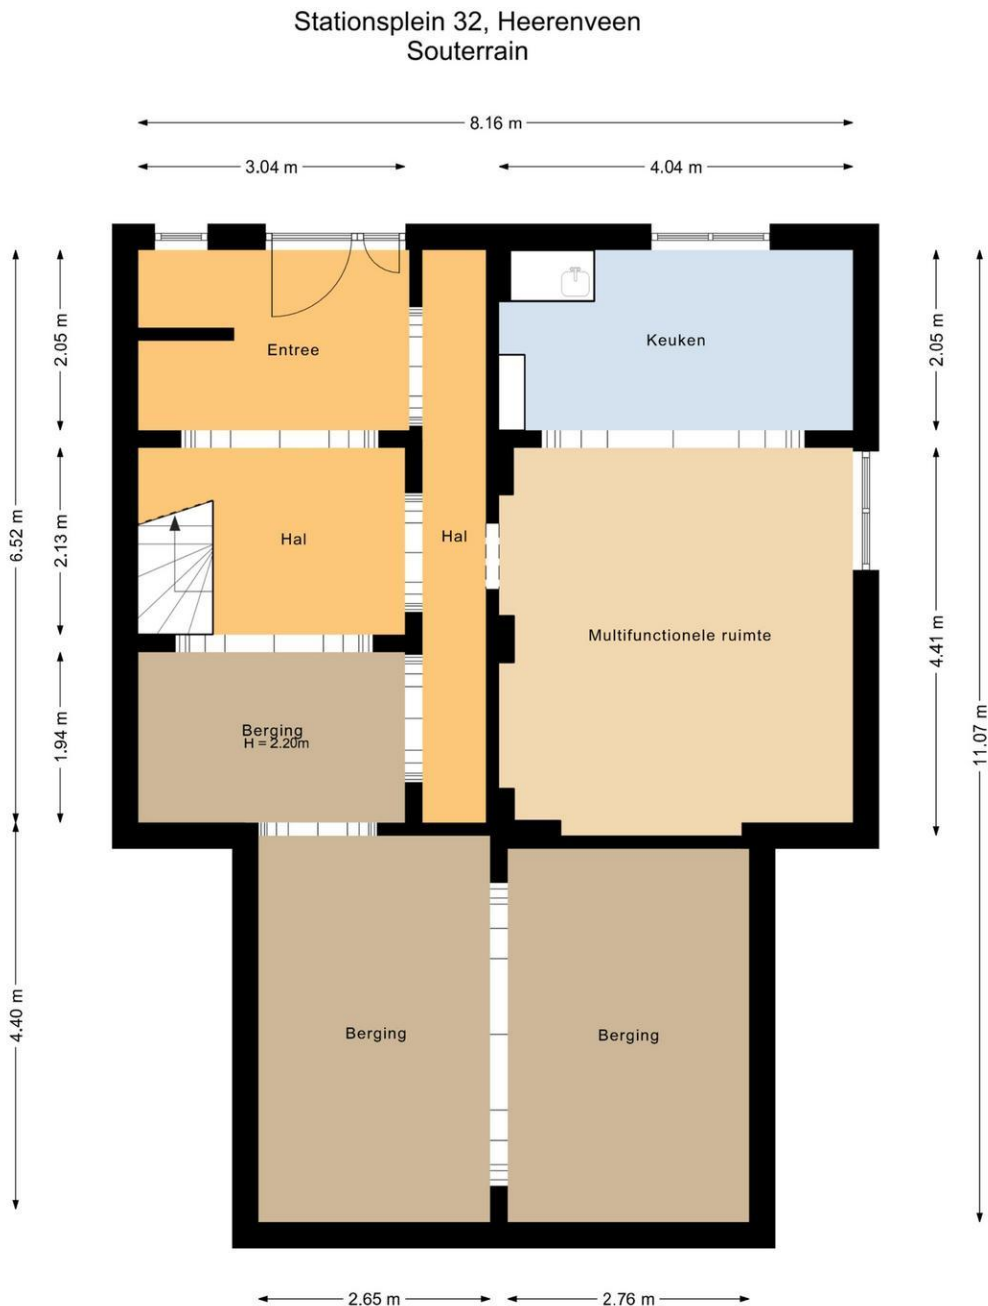 Stationsplein 32, Heerenveen
Souterrain
8.16 m
3.04 m
4.04 m
2.05 m
2.05 m
Entree
Keuken
6.52 m
2.13 m
Hal
Hal
4.41 m
Multifunctionele ruimte
1.94 m
Berging
H = 2.20m
11.07 m
4.40 m
Berging
Berging
2.65 m
2.76 m